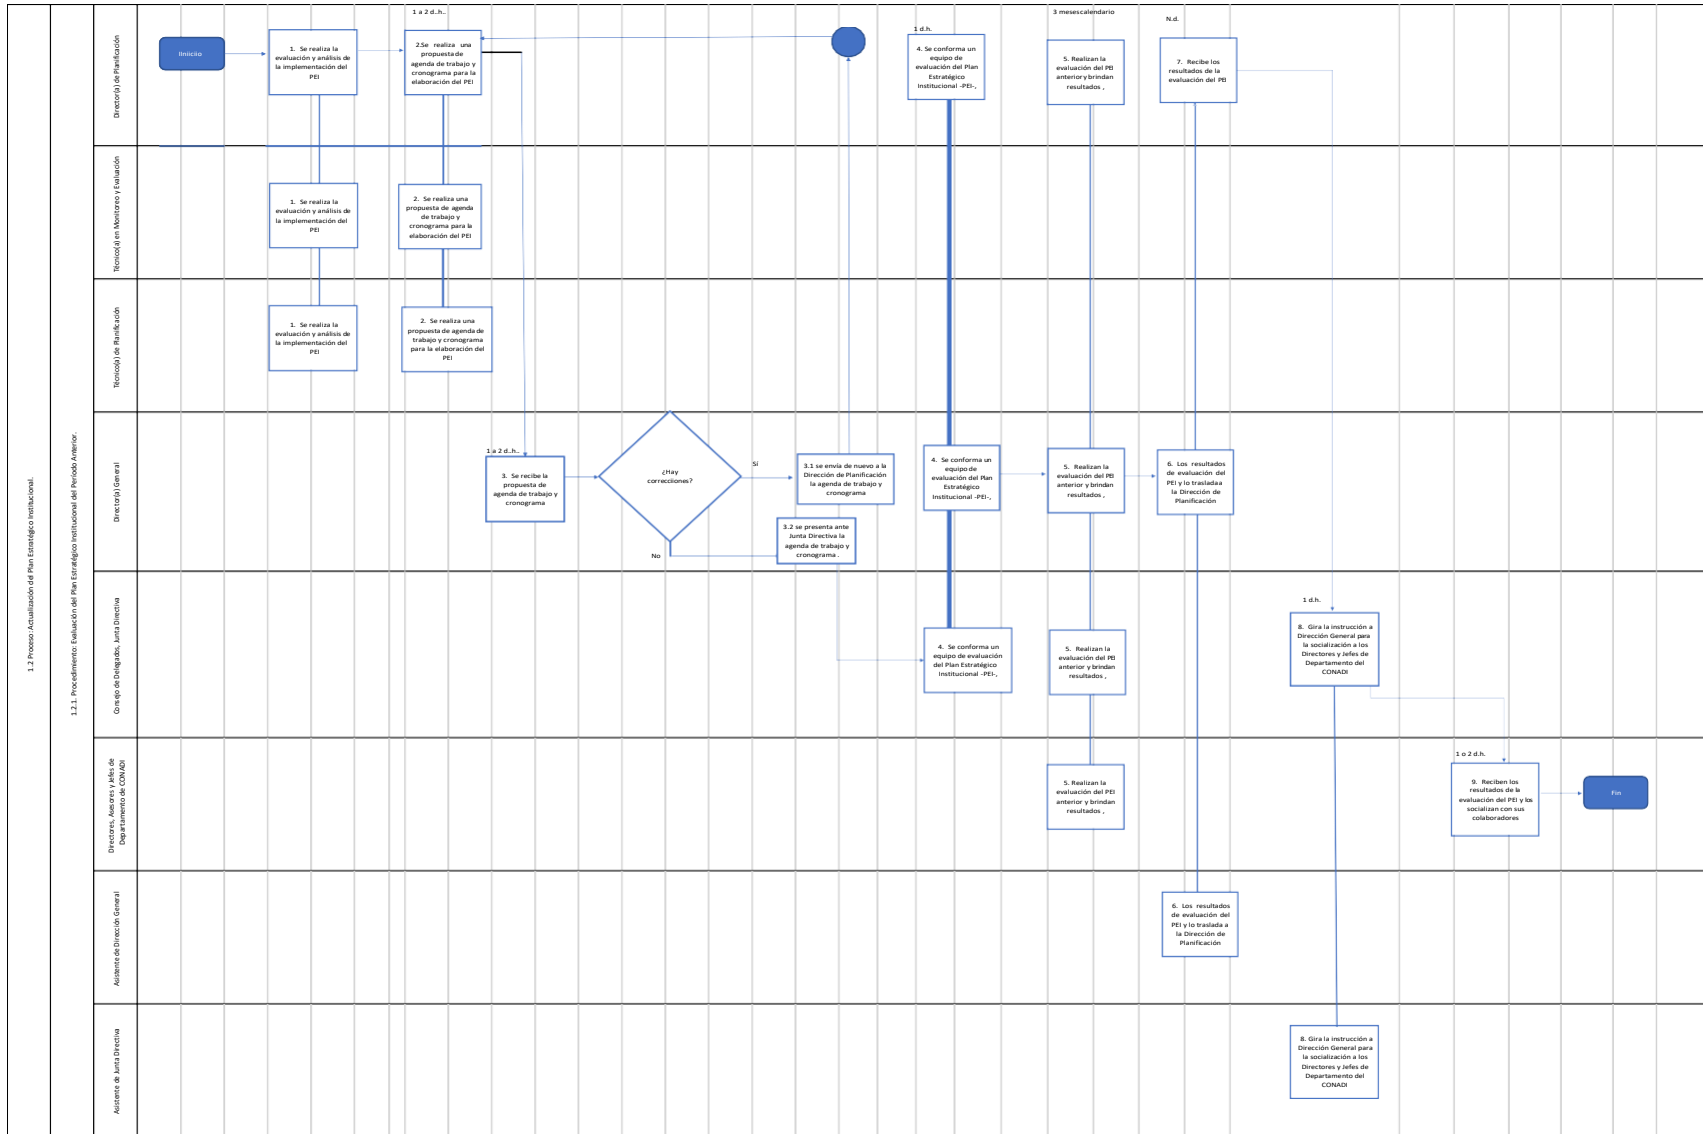 1.2 Proceso: Actualización del Plan Estratégico Institucional.
1.2.1. Procedimiento: Evaluación del Plan Estratégico Institucional del Período Anterior.
Director(a) de Planificación
Iiniciio
1. Se realiza la
evaluación y análisis de
la implementación del
PEI
1 a 2 d..h..
2.Se realiza una
propuesta de
agenda de trabajo y
cronograma para la
elaboración del PEI
1 d.h.
4. Se conforma un
equipo de
evaluación del Plan
Estratégico
Institucional -PEI-,
3 meses calendario
5. Realizan la
evaluación del PEI
anterior y brindan
resultados ,
N.d.
7. Recibe los
resultados de la
evaluación del PEI
Técnico(a) en Monitoreo y Evaluación
1. Se realiza la
evaluación y análisis de
la implementación del
PEI
2. Se realiza una
propuesta de agenda
de trabajo y
cronograma para la
elaboración del PEI
Técnico(a) de Planificación
1. Se realiza la
evaluación y análisis de
la implementación del
PEI
2. Se realiza una
propuesta de agenda de
trabajo y cronograma
para la elaboración del
PEI
Director(a) General
1 a 2 d..h..
3. Se recibe la
propuesta de
agenda de trabajo y
cronograma
¿Hay
correcciiones?
Sí
No
3.1 se envía de nuevo a la
Dirección de Planificación
la agenda de trabajo y
cronograma
3.2 se presenta ante
Junta Directiva la
agenda de trabajo y
cronograma .
4. Se conforma un
equipo de
evaluación del Plan
Estratégico
Institucional -PEI-,
5. Realizan la
evaluación del PEI
anterior y brindan
resultados ,
6. Los resultados
de evaluación del
PEI y lo traslada a
la Dirección de
Planificación
Consejo de Delegados, Junta Directiva
4. Se conforma un
equipo de evaluación
del Plan Estratégico
Institucional -PEI-,
5. Realizan la
evaluación del PEI
anterior y brindan
resultados ,
1 d.h.
8. Gira la instrucción a
Dirección General para
la socialización a los
Directores y Jefes de
Departamento del
CONADI
Directores, Asesores y Jefes de
Departamento de CONADI
5. Realizan la
evaluación del PEI
anterior y brindan
resultados ,
1 o 2 d.h.
9. Reciben los
resultados de la
evaluación del PEI y los
socializan con sus
colaboradores
Fin
Asistente de Dirección General
6. Los resultados
de evaluación del
PEI y lo traslada a
la Dirección de
Planificación
Asistente de Junta Directiva
8. Gira la instrucción a
Dirección General para
la socialización a los
Directores y Jefes de
Departamento del
CONADI